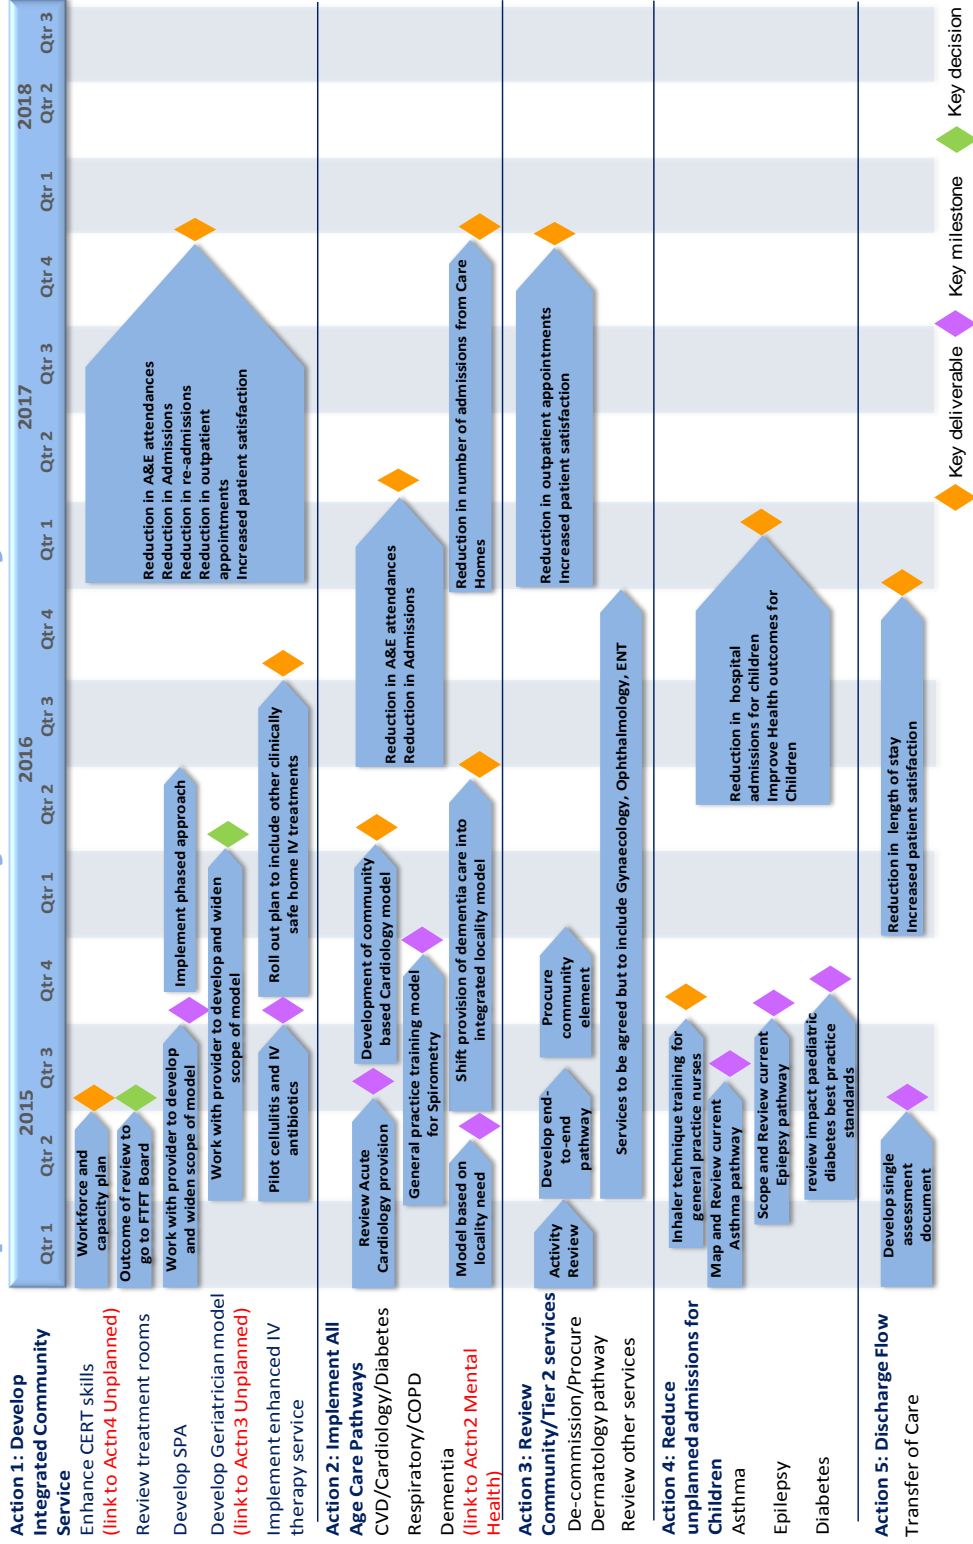 2015
2016
2017
2018
Qtr 1
Qtr 2
Qtr 3
Qtr 4
Qtr 1
Qtr 2
Qtr 3
Qtr 4
Qtr 1
Qtr 2
Qtr 3
Qtr 4
Qtr 1
Qtr 2
Qtr 3
Action 1: Develop
Integrated Community
Service
Enhance CERT skills
(link to Actn4 Unplanned)
Workforce and
capacity plan
Review treatment rooms
Outcome of review to
go to FTFT Board
Develop SPA
Work with provider to develop
and widen scope of model
Implement phased approach
Develop Geriatrician model
(link to Actn3 Unplanned)
Work with provider to develop and widen
scope of model
Implement enhanced IV
therapy service
Pilot cellulitis and IV
antibiotics
Roll out plan to include other clinically
safe home IV treatments
Reduction in A&E attendances
Reduction in Admissions
Reduction in re-admissions
Reduction in outpatient
appointments
Increased patient satisfaction
Action 2: Implement All
Age Care Pathways
CVD/Cardiology/Diabetes
Review Acute
Cardiology provision
Development of community
based Cardiology model
Respiratory/COPD
General practice training model
for Spirometry
Reduction in A&E attendances
Reduction in Admissions
Dementia
(link to Actn2 Mental
Health)
Model based on
locality need
Shift provision of dementia care into
integrated locality model
Reduction in number of admissions from Care
Homes
Action 3: Review
Community/Tier 2 services
De-commission/Procure
Dermatology pathway
Activity
Review
Develop end-
to-end
pathway
Procure
community
element
Reduction in outpatient appointments
Increased patient satisfaction
Review other services
Services to be agreed but to include Gynaecology, Ophthalmology, ENT
Action 4: Reduce
unplanned admissions for
Children
Asthma
Inhaler technique training for
general practice nurses
Map and Review current
Asthma pathway
Epilepsy
Scope and Review current
Epiepsy pathway
Diabetes
review impact paediatric
diabetes best practice
standards
Reduction in hospital
admissions for children
Improve Health outcomes for
Children
Action 5: Discharge Flow
Transfer of Care
Develop single
assessment
document
Reduction in length of stay
Increased patient satisfaction
Key deliverable
Key milestone
Key decision